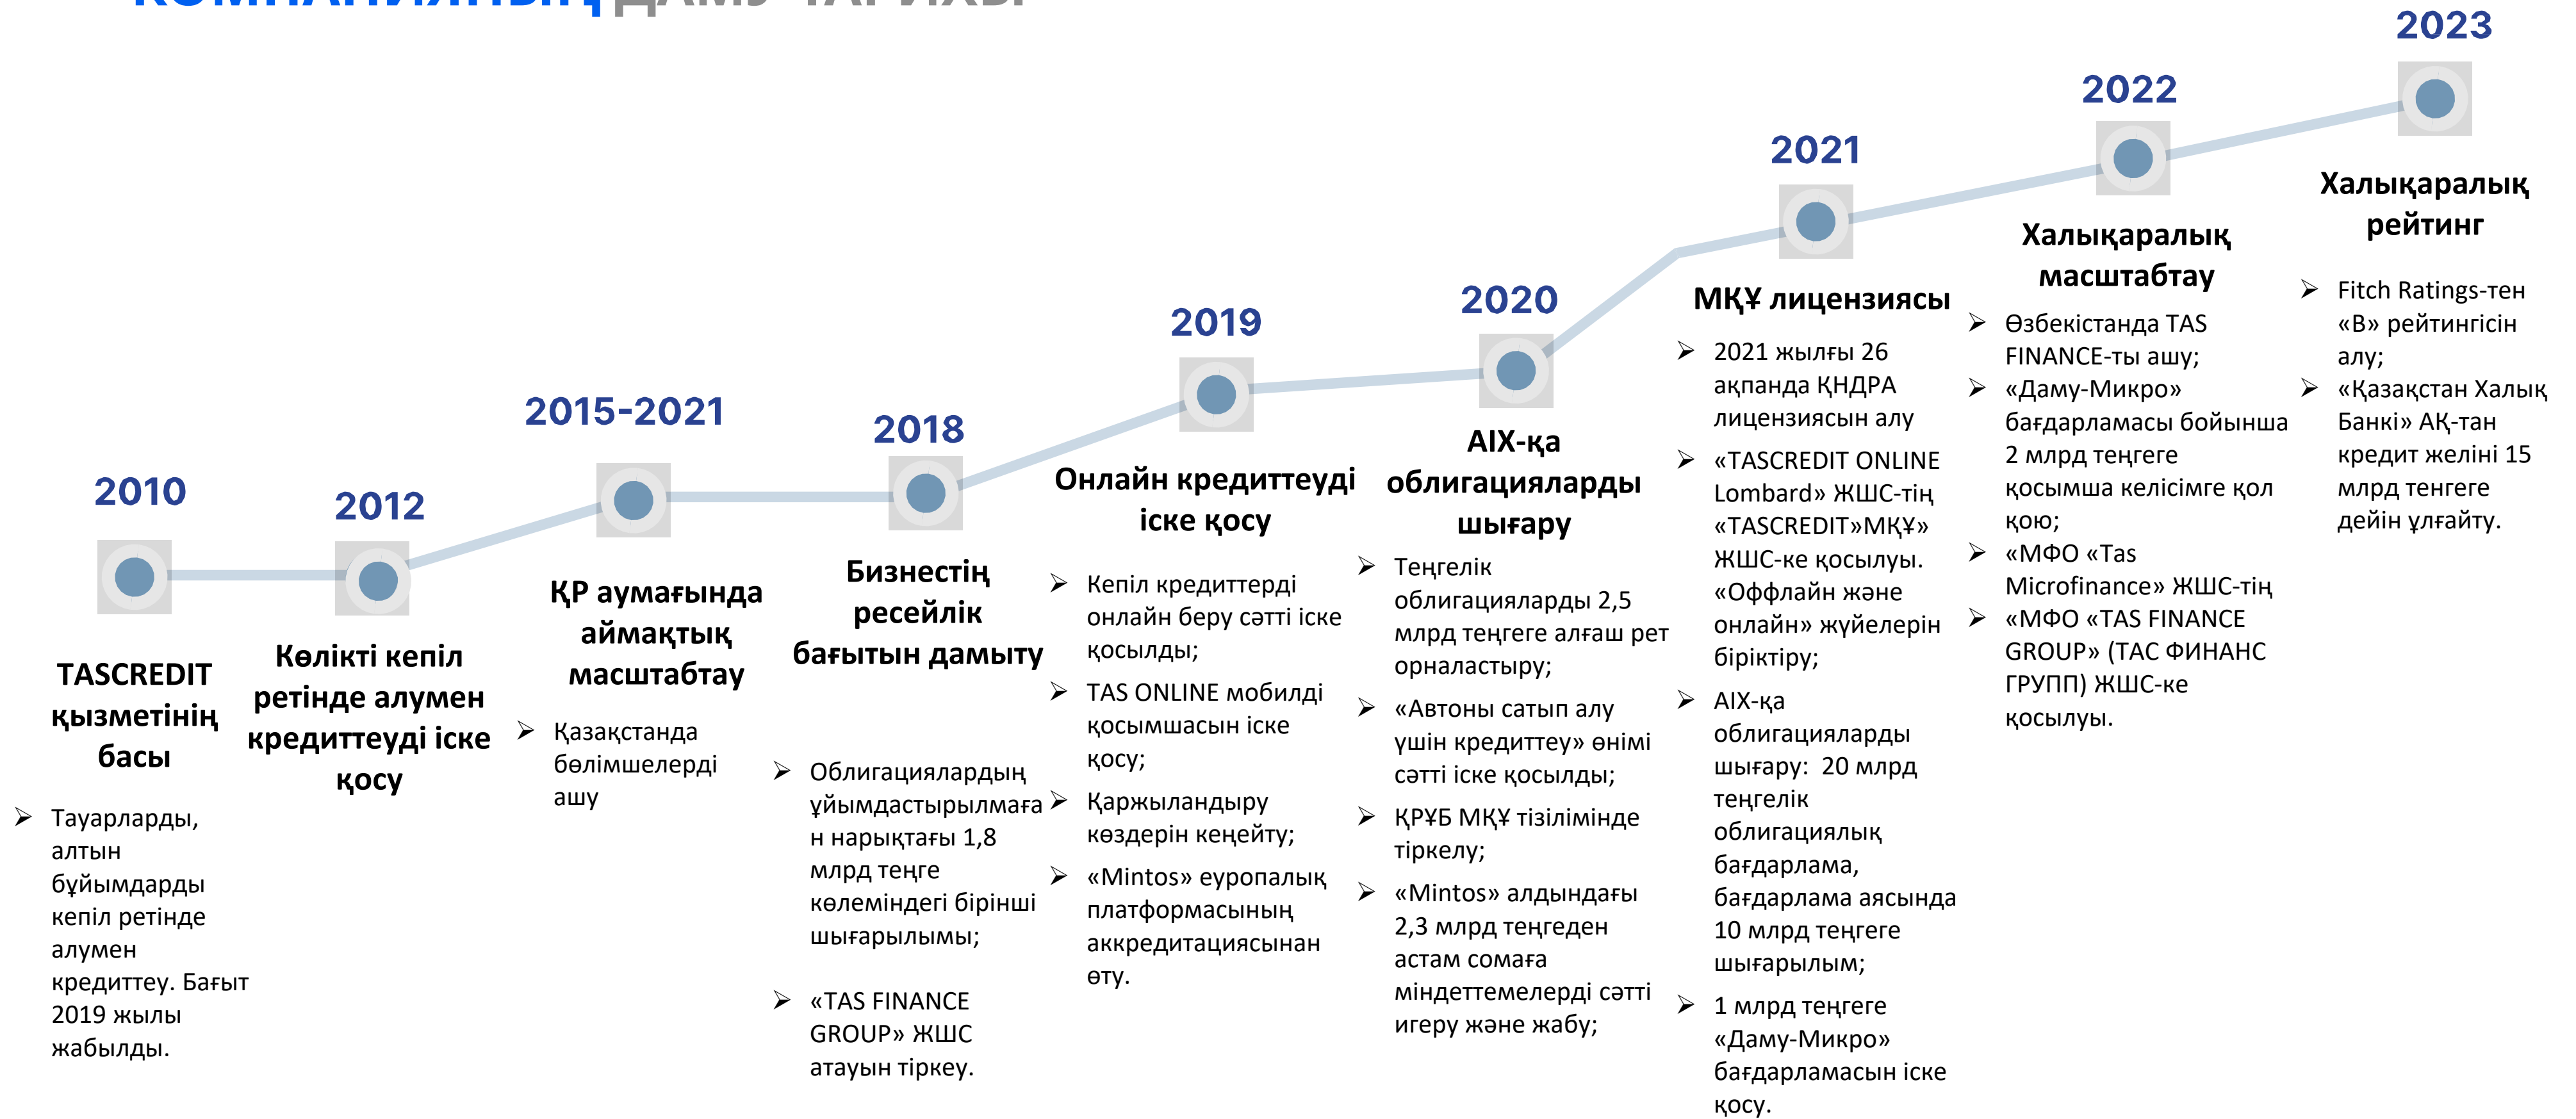 КОМПАНИЯНЫҢ ДАМУ ТАРИХЫ
2010
TASCREDIT
қызметінің
басы
➢ Тауарларды,
алтын
бұйымдарды
кепіл ретінде
алумен
кредиттеу. Бағыт
2019 жылы
жабылды.
2012
Көлікті кепіл
ретінде алумен
кредиттеуді іске
қосу
2015-2021
ҚР аумағында
аймақтық
масштабтау
➢ Қазақстанда
бөлімшелерді
ашу
2018
Бизнестің
ресейлік
бағытын дамыту
➢ Облигациялардың
ұйымдастырылмаға
н нарықтағы 1,8
млрд теңге
көлеміндегі бірінші
шығарылымы;
➢ «TAS FINANCE
GROUP» ЖШС
атауын тіркеу.
2019
Онлайн кредиттеуді
іске қосу
➢ Кепіл кредиттерді
онлайн беру сәтті іске
қосылды;
➢ TAS ONLINE мобилді
қосымшасын іске
қосу;
➢ Қаржыландыру
көздерін кеңейту;
➢ «Mintos» еуропалық
платформасының
аккредитациясынан
өту.
2020
AIX-қа
облигацияларды
шығару
➢ Теңгелік
облигацияларды 2,5
млрд теңгеге алғаш рет
орналастыру;
➢ «Автоны сатып алу
үшін кредиттеу» өнімі
сәтті іске қосылды;
➢ ҚРҰБ МҚҰ тізілімінде
тіркелу;
➢ «Mintos» алдындағы
2,3 млрд теңгеден
астам сомаға
міндеттемелерді сәтті
игеру және жабу;
2021
МҚҰ лицензиясы
➢ 2021 жылғы 26
ақпанда ҚНДРА
лицензиясын алу
➢ «TASCREDIT ONLINE
Lombard» ЖШС-тің
«TASCREDIT»МҚҰ»
ЖШС-ке қосылуы.
«Оффлайн және
онлайн» жүйелерін
біріктіру;
➢ AIX-қа
облигацияларды
шығару: 20 млрд
теңгелік
облигациялық
бағдарлама,
бағдарлама аясында
10 млрд теңгеге
шығарылым;
➢ 1 млрд теңгеге
«Даму-Микро»
бағдарламасын іске
қосу.
2022
Халықаралық
масштабтау
➢ Өзбекістанда TAS
FINANCE-ты ашу;
➢ «Даму-Микро»
бағдарламасы бойынша
2 млрд теңгеге
қосымша келісімге қол
қою;
➢ «МФО «Tas
Microfinance» ЖШС-тің
➢ «МФО «TAS FINANCE
GROUP» (ТАС ФИНАНС
ГРУПП) ЖШС-ке
қосылуы.
2023
Халықаралық
рейтинг
➢ Fitch Ratings-тен
«В» рейтингісін
алу;
➢ «Қазақстан Халық
Банкі» АҚ-тан
кредит желіні 15
млрд тенгеге
дейін ұлғайту.